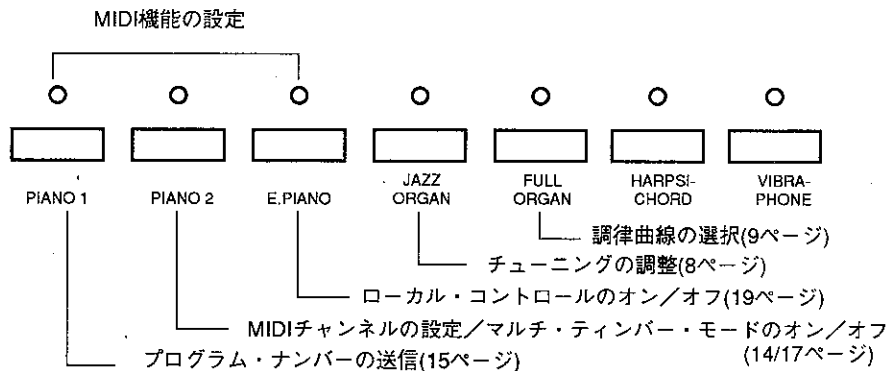 MIDI機能の設定
PIANO 1 PIANO 2 E.PIANO JAZZ ORGAN FULL ORGAN HARPSI-CHORD VIBRA-PHONE
調律曲線の選択(9ページ)
チューニングの調整(8ページ)
ローカル・コントロールのオン／オフ(19ページ)
MIDIチャンネルの設定／マルチ・ティンバー・モードのオン／オフ
(14/17ページ)
プログラム・ナンバーの送信(15ページ)